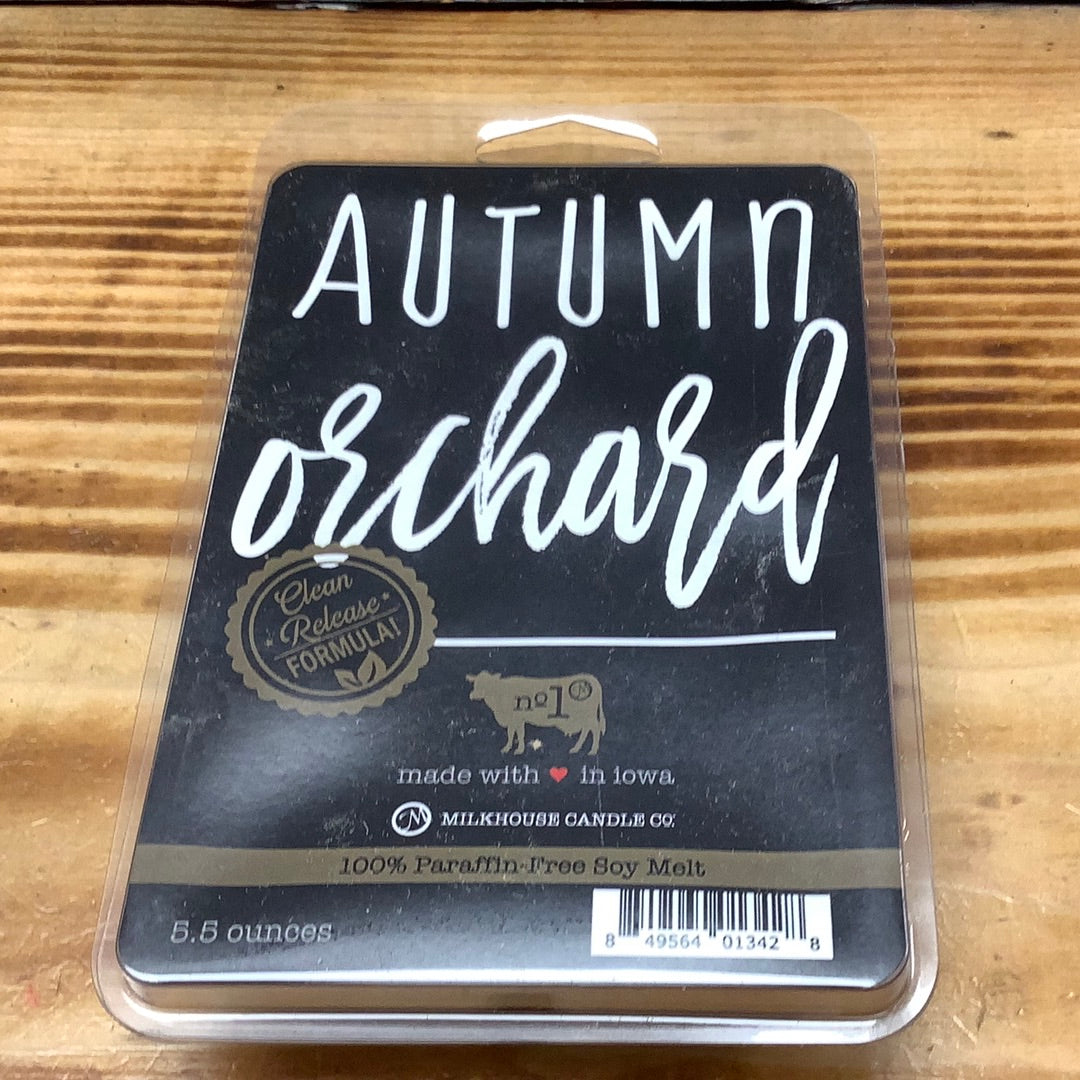 AUTUMN
orchard
Clean
Release
FORMULA!
nº1 M
made with ♥ in iowa
M MILKHOUSE CANDLE CO.
100% Paraffin-Free Soy Melt
5.5 ounces
8 49564 01342 8